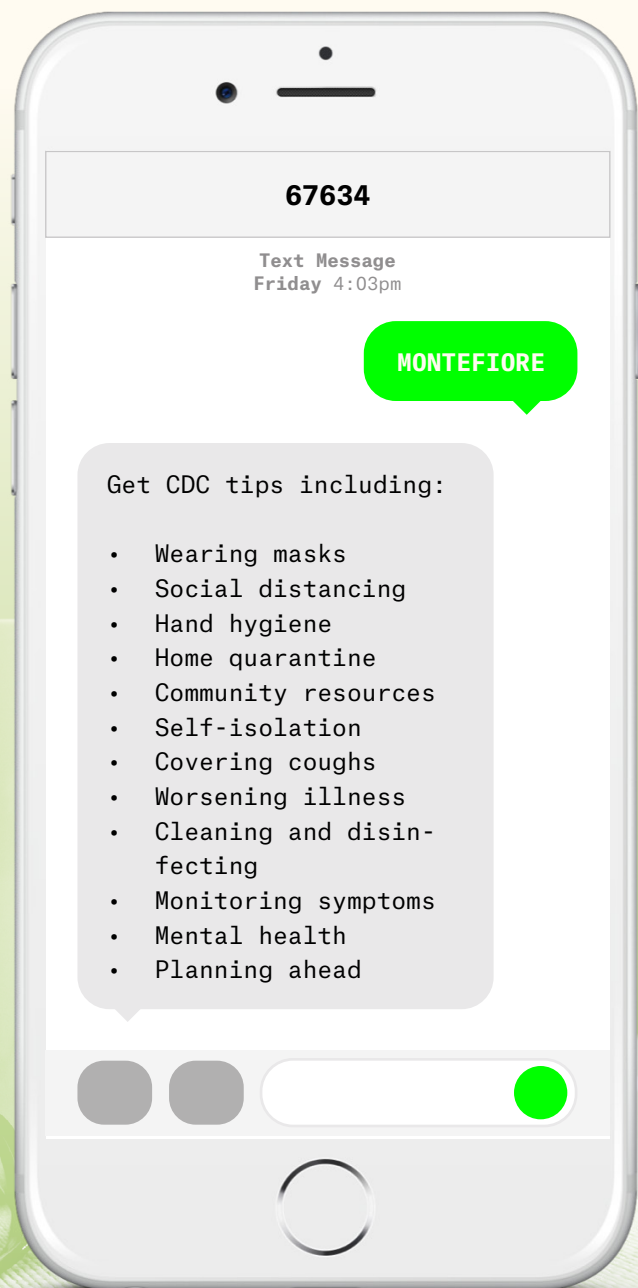 67634
Text Message
Friday 4:03pm
MONTEFIORE
Get CDC tips including:
• Wearing masks
• Social distancing
• Hand hygiene
• Home quarantine
• Community resources
• Self-isolation
• Covering coughs
• Worsening illness
• Cleaning and disin-
fecting
• Monitoring symptoms
• Mental health
• Planning ahead